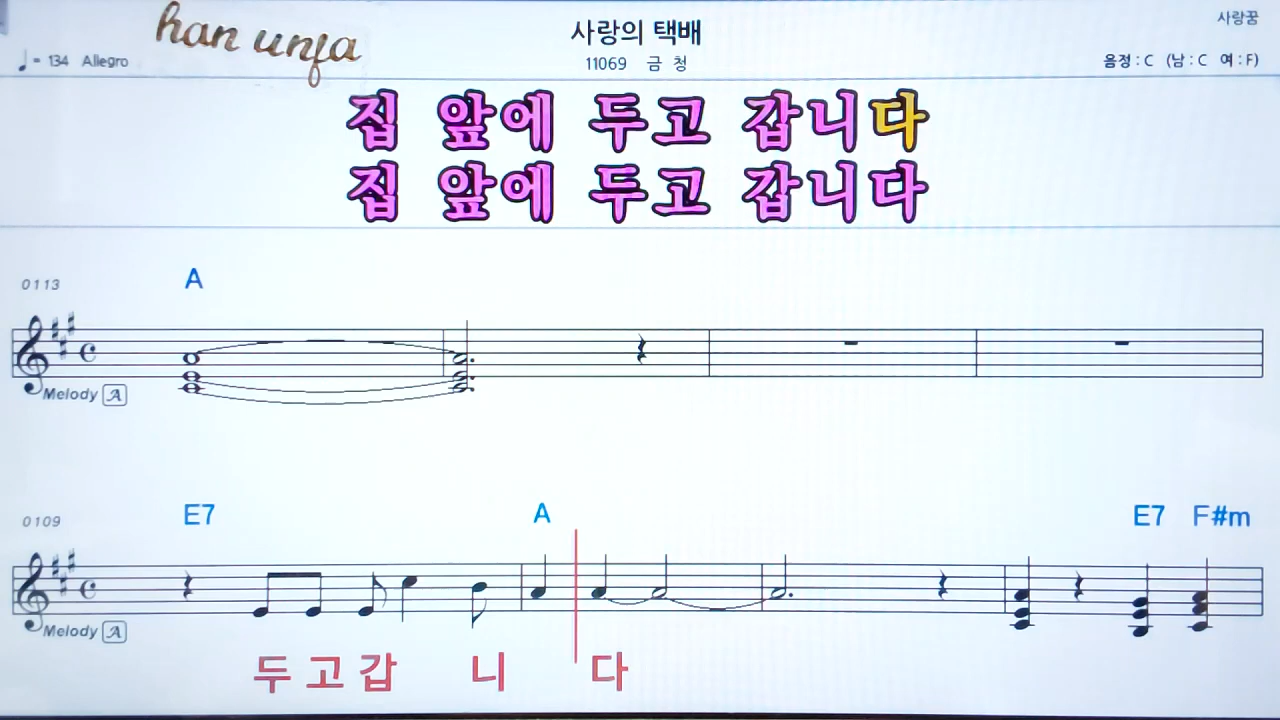 han unfa
사랑의 택배
사랑꿈
♩= 134 Allegro
11069 금 청
음정 : C (남 : C 여 : F)
집 앞에 두고 갑니다
집 앞에 두고 갑니다
0113 A
Melody A
0109 E7 A E7 F#m
Melody A
두 고 갑 니 다